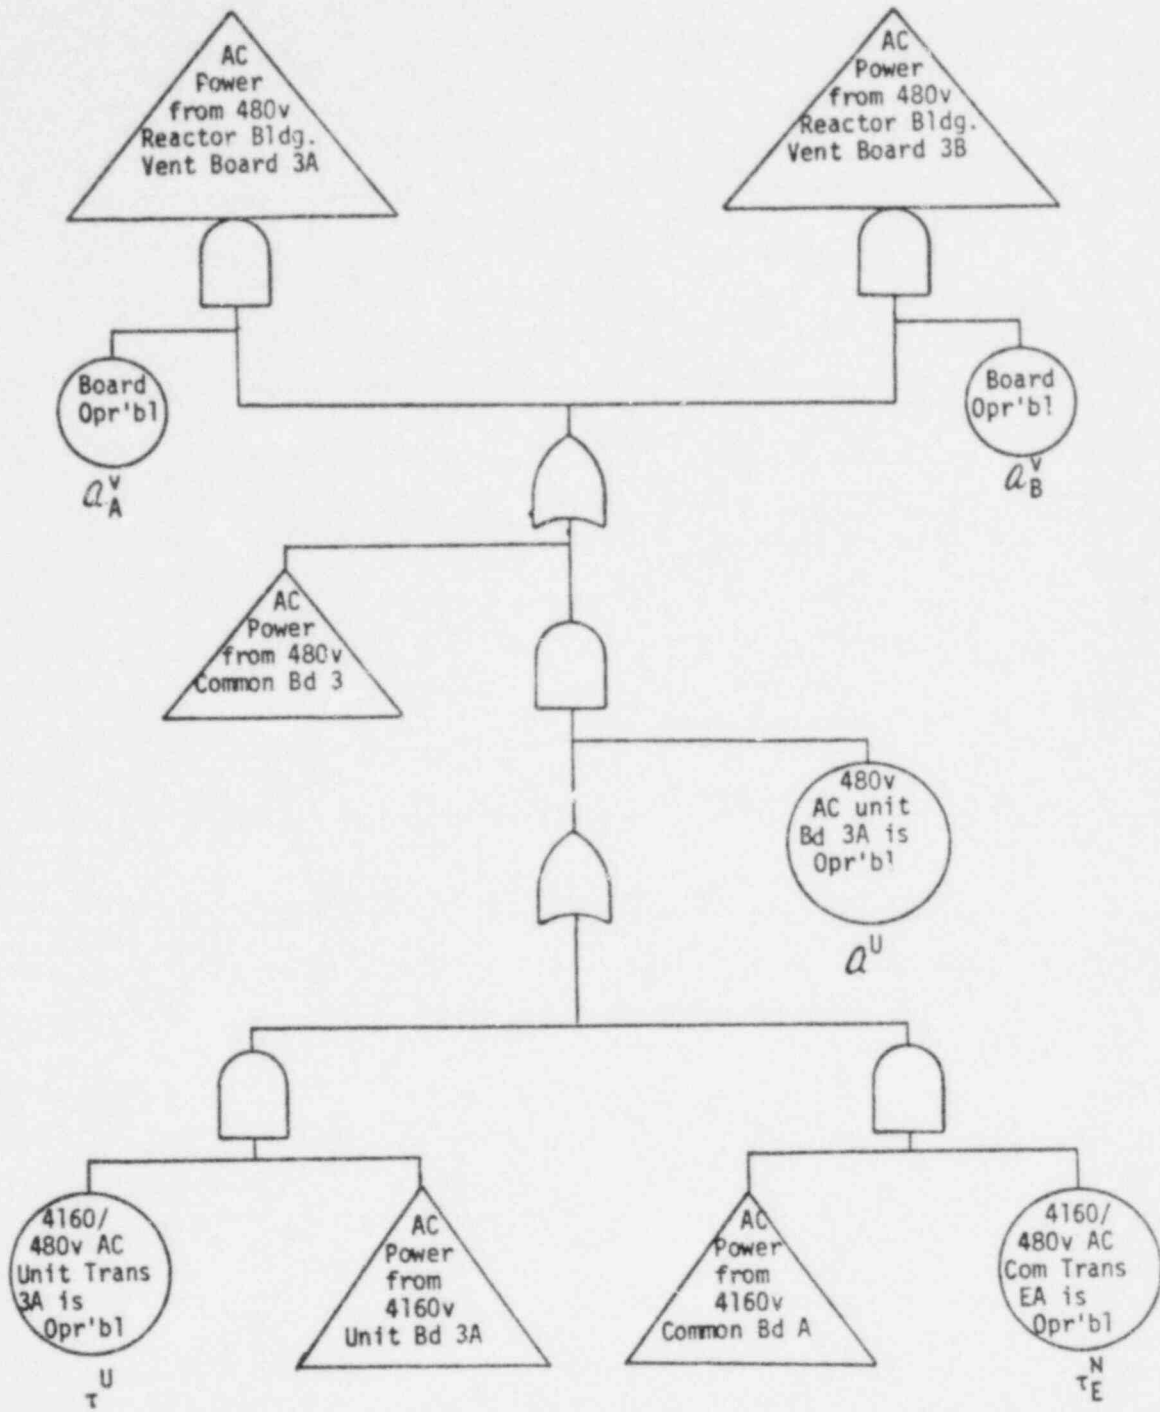 AC
Power
from 480v
Reactor Bldg.
Vent Board 3A
AC
Power
from 480v
Reactor Bldg.
Vent Board 3B
Board
Opr'bl
a V A
Board
Opr'bl
a V B
AC
Power
from 480v
Common Bd 3
480v
AC unit
Bd 3A is
Opr'bl
a U
4160/
480v AC
Unit Trans
3A is
Opr'bl
τ U
AC
Power
from
4160v
Unit Bd 3A
AC
Power
from
4160v
Common Bd A
4160/
480v AC
Com Trans
EA is
Opr'bl
τ N E